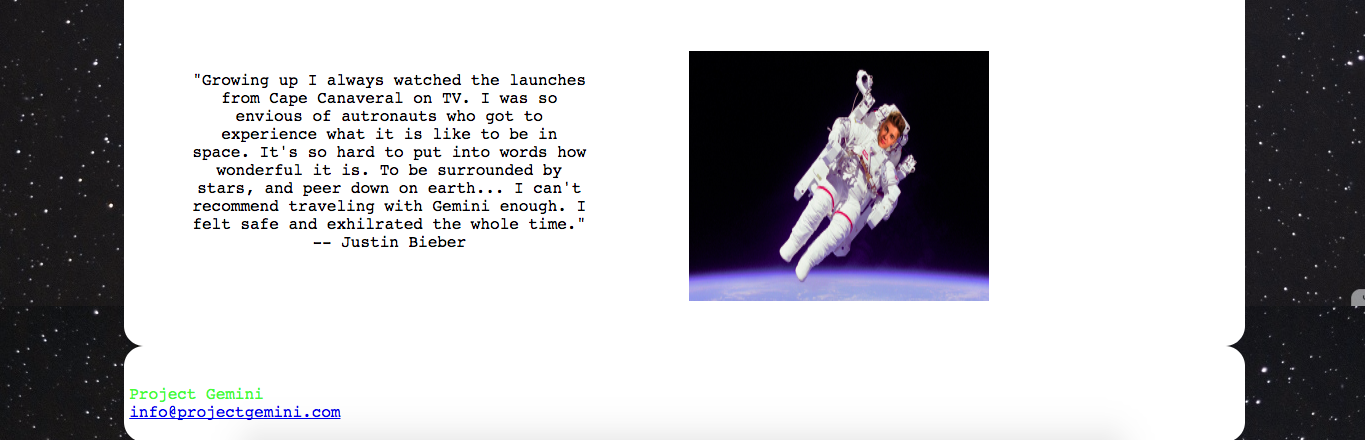 "Growing up I always watched the launches
from Cape Canaveral on TV. I was so
envious of autronauts who got to
experience what it is like to be in
space. It's so hard to put into words how
wonderful it is. To be surrounded by
stars, and peer down on earth... I can't
recommend traveling with Gemini enough. I
felt safe and exhilrated the whole time."
-- Justin Bieber
Project Gemini
info@projectgemini.com